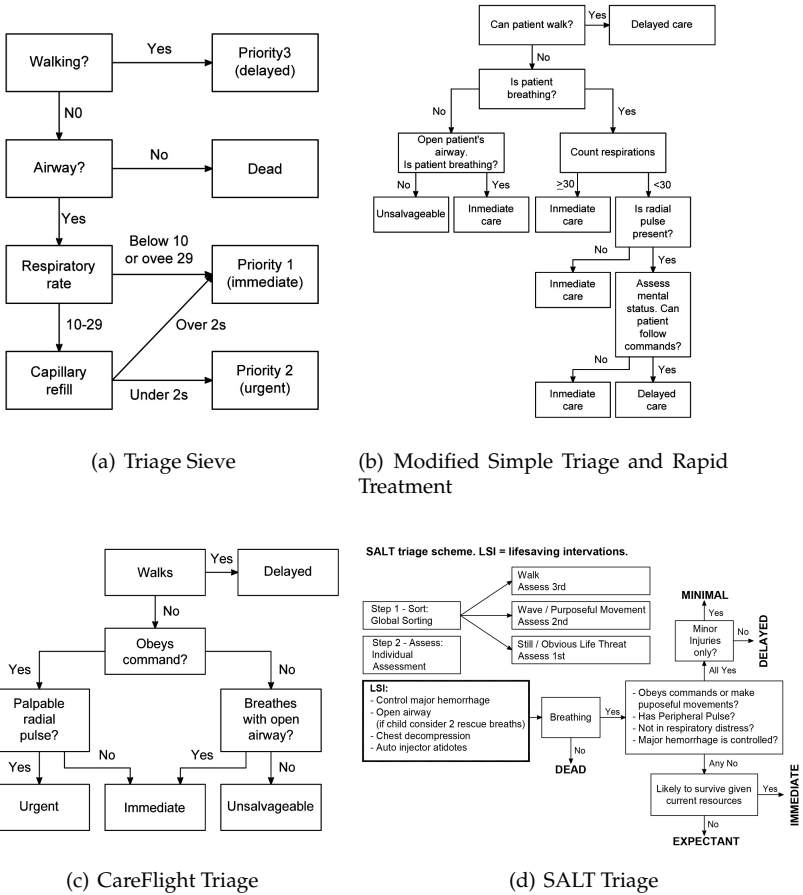 Walking?
Yes
Priority3
(delayed)
N0
Airway?
No
Dead
Yes
Respiratory
rate
Below 10
or ovee 29
Priority 1
(immediate)
10-29
Over 2s
Capillary
refill
Under 2s
Priority 2
(urgent)
(a) Triage Sieve
Can patient walk?
Yes
Delayed care
No
Is patient
breathing?
No
Yes
Open patient's
airway.
Is patient breathing?
Count respirations
No
Yes
≥30
<30
Unsalvageable
Inmediate
care
Inmediate
care
Is radial
pulse
present?
No
Yes
Inmediate
care
Assess
mental
status. Can
patient
follow
commands?
No
Yes
Inmediate
care
Delayed
care
(b) Modified Simple Triage and Rapid
Treatment
Walks
Yes
Delayed
No
Obeys
command?
Yes
No
Palpable
radial
pulse?
Breathes
with open
airway?
Yes
No
Yes
No
Urgent
Immediate
Unsalvageable
(c) CareFlight Triage
SALT triage scheme. LSI = lifesaving intervations.
Step 1 - Sort:
Global Sorting
Walk
Assess 3rd
Wave / Purposeful Movement
Assess 2nd
Still / Obvious Life Threat
Assess 1st
Step 2 - Assess:
Individual
Assessment
MINIMAL
Yes
Minor
Injuries
only?
No
DELAYED
All Yes
LSI:
- Control major hemorrhage
- Open airway
(if child consider 2 rescue breaths)
- Chest decompression
- Auto injector atidotes
Breathing
Yes
No
DEAD
- Obeys commands or make
puposeful movements?
- Has Peripheral Pulse?
- Not in respiratory distress?
- Major hemorrhage is controlled?
Any No
Likely to survive given
current resources
Yes
IMMEDIATE
No
EXPECTANT
(d) SALT Triage